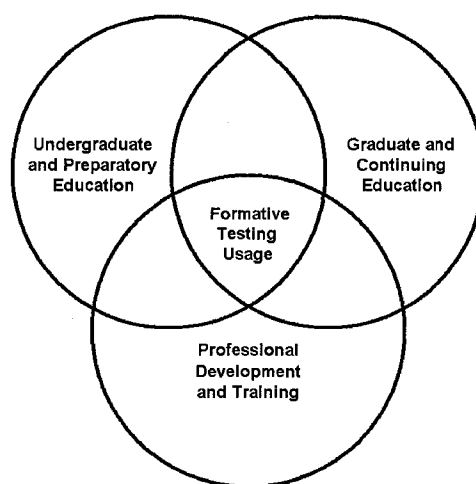 Undergraduate
and Preparatory
Education
Graduate and
Continuing
Education
Formative
Testing
Usage
Professional
Development
and Training